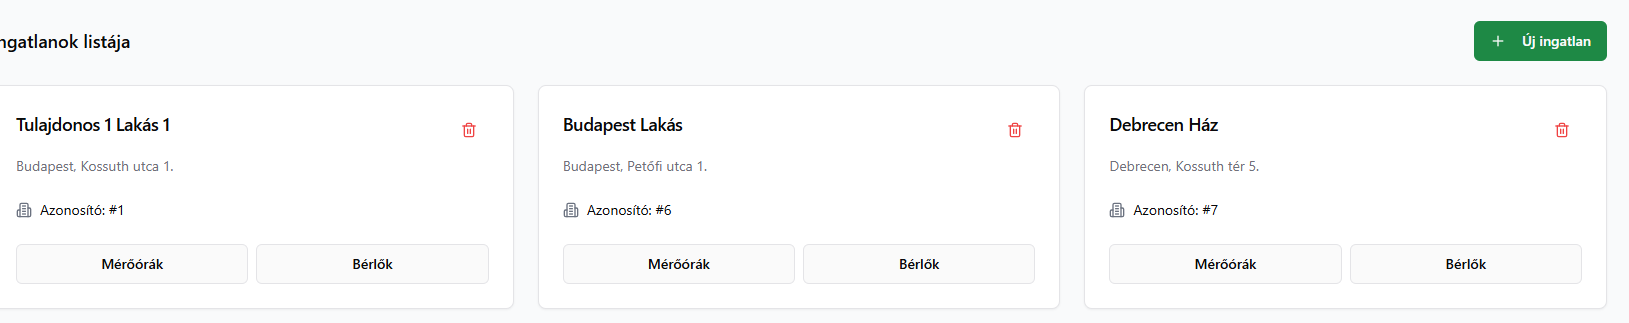 ngatlanok listája
Új ingatlan
Tulajdonos 1 Lakás 1
Budapest, Kossuth utca 1.
Azonosító: #1
Mérőórák
Bérlők
Budapest Lakás
Budapest, Petőfi utca 1.
Azonosító: #6
Mérőórák
Bérlők
Debrecen Ház
Debrecen, Kossuth tér 5.
Azonosító: #7
Mérőórák
Bérlők